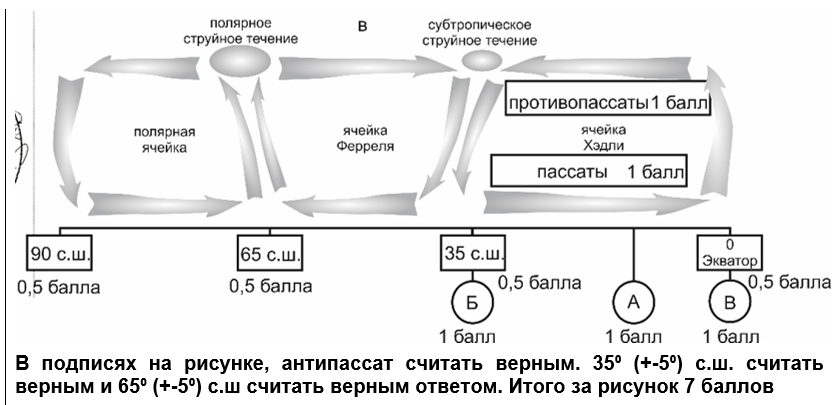 полярное
струйное течение
В
субтропическое
струйное течение
противопассаты 1 балл
полярная
ячейка
ячейка
Ферреля
ячейка
Хэдли
пассаты 1 балл
90 с.ш.
65 с.ш.
35 с.ш.
0
Экватор
0,5 балла
0,5 балла
0,5 балла
0,5 балла
Б
А
В
1 балл
1 балл
1 балл
В подписях на рисунке, антипассат считать верным. 35⁰ (+-5⁰) с.ш. считать
верным и 65⁰ (+-5⁰) с.ш считать верным ответом. Итого за рисунок 7 баллов